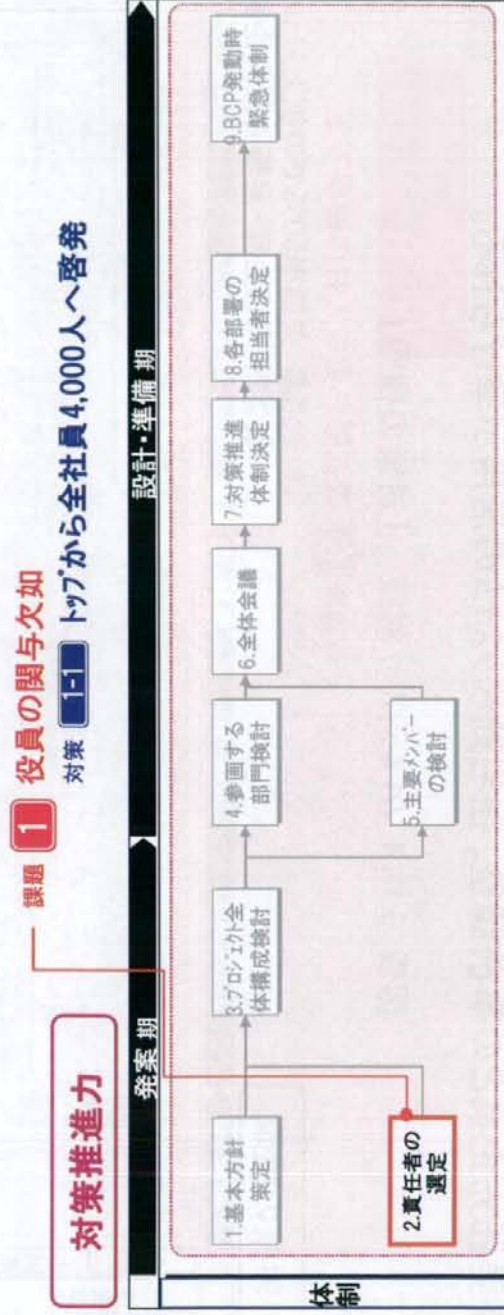 対策推進力
課題 1 役員の関与欠如
対策 1-1 トップから全社員4,000人へ啓発
発案 期
設計・準備 期
体制
1.基本方針
策定
2.責任者の
選定
3.プロジェクト全
体構成検討
4.参画する
部門検討
5.主要メンバー
の検討
6.全体会議
7.対策推進
体制決定
8.各部署の
担当者決定
9.BCP発動時
緊急体制